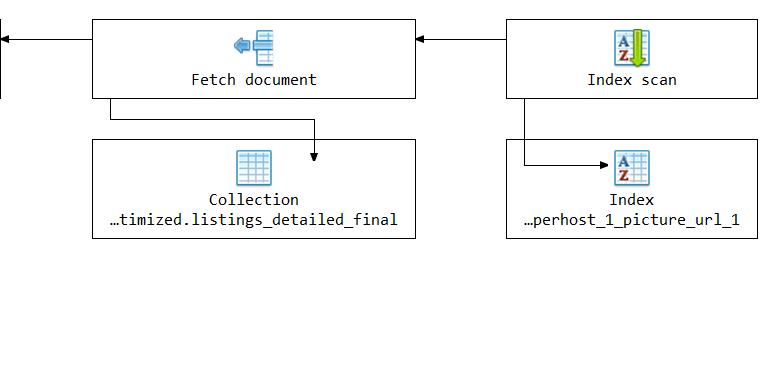 Fetch document
Index scan
Collection
…timized.listings_detailed_final
Index
…perhost_1_picture_url_1